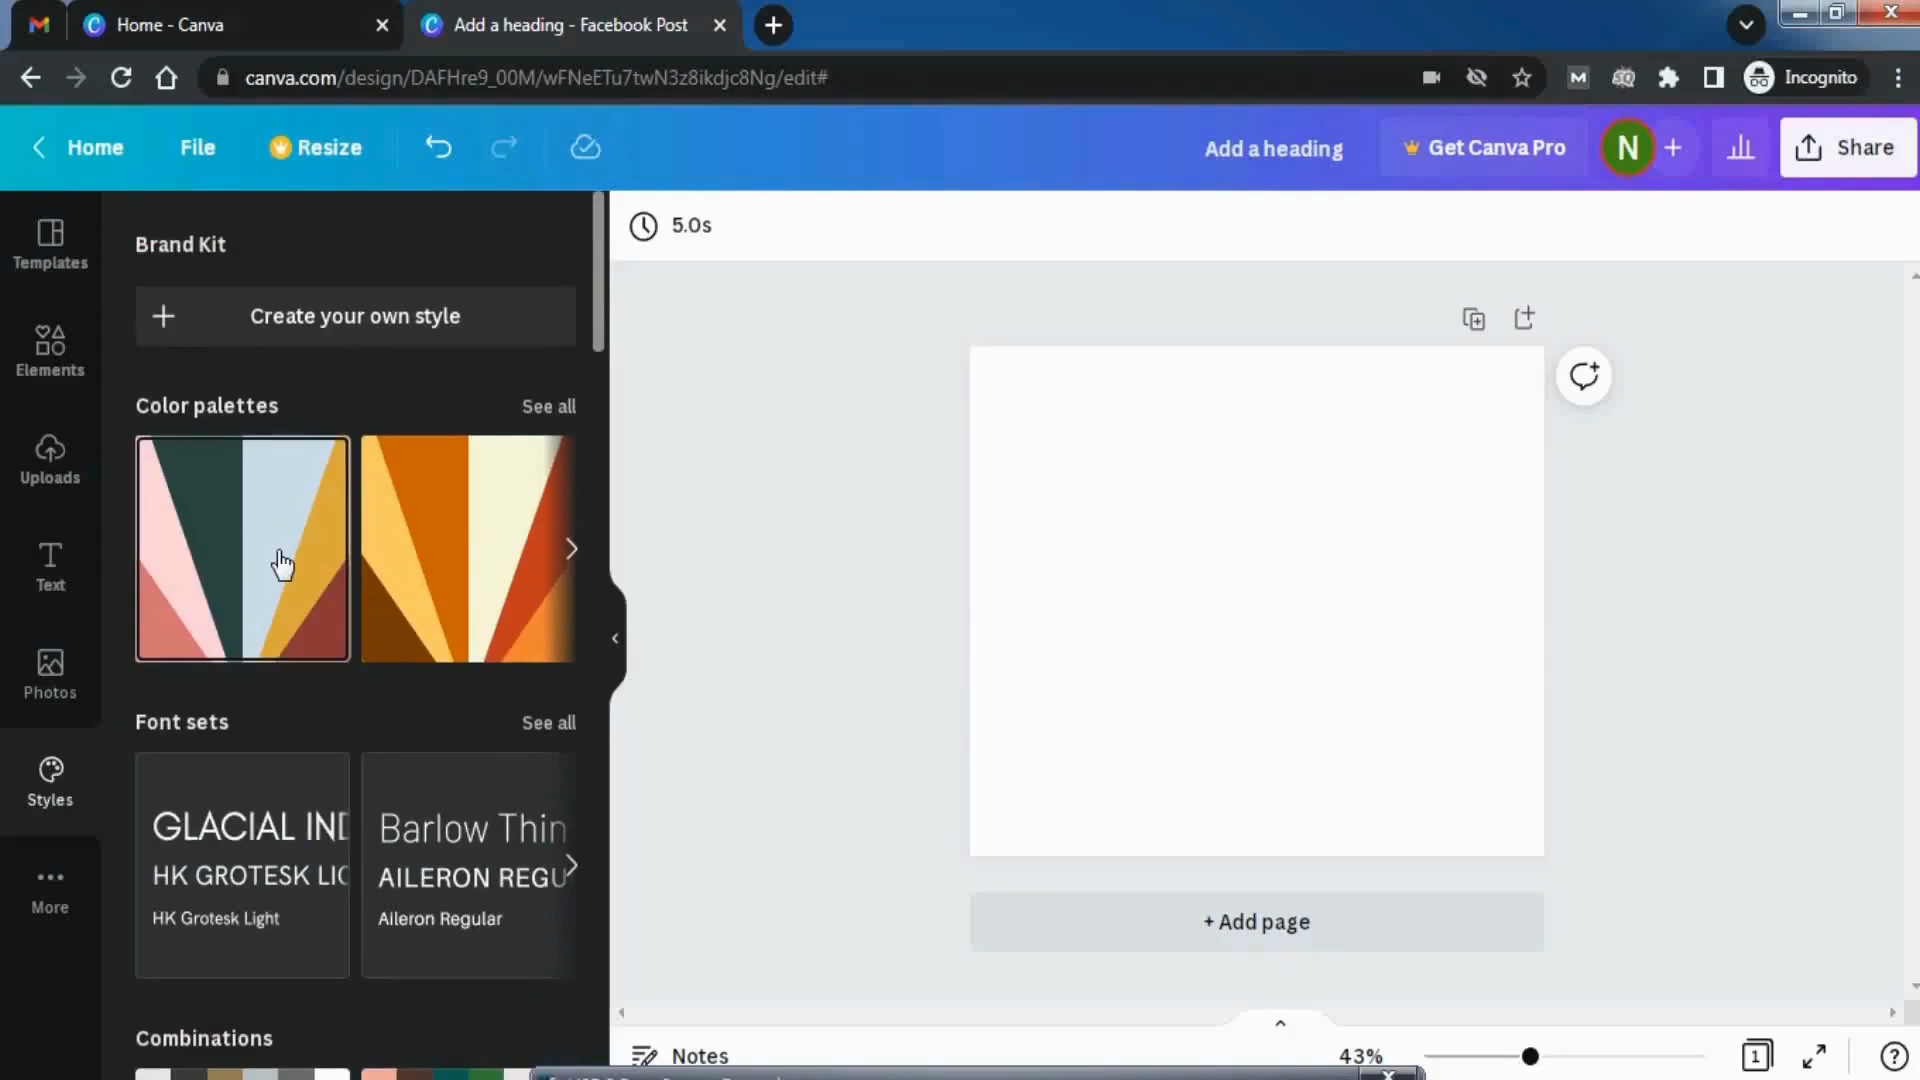 Home - Canva
Add a heading - Facebook Post
canva.com/design/DAFHre9_00M/wFNeETu7twN3z8ikdjc8Ng/edit#
Incognito
Home
File
Resize
Add a heading
Get Canva Pro
N
Share
Templates
Elements
Uploads
Text
Photos
Styles
More
Brand Kit
Create your own style
Color palettes
See all
Font sets
See all
GLACIAL IND
HK GROTESK LIG
HK Grotesk Light
Barlow Thin
AILERON REGU
Aileron Regular
Combinations
5.0s
+ Add page
Notes
43%
1